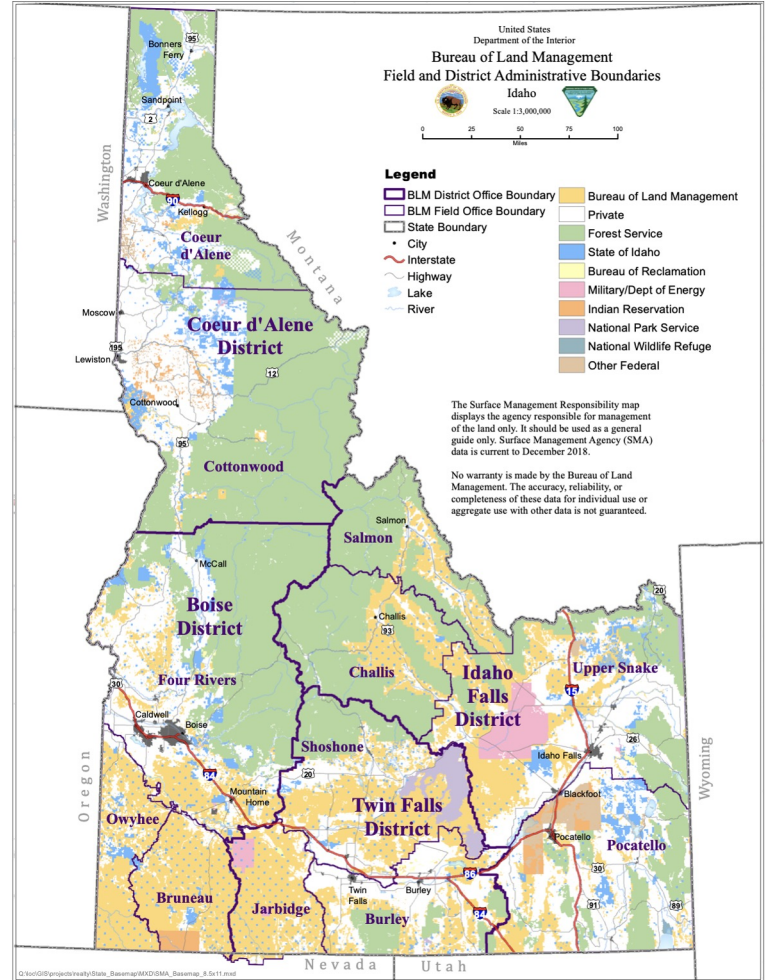 United States
Department of the Interior
Bureau of Land Management
Field and District Administrative Boundaries
Idaho
Scale 1:3,000,000
0 25 50 75 100
Miles
Legend
BLM District Office Boundary
BLM Field Office Boundary
State Boundary
City
Interstate
Highway
Lake
River
Bureau of Land Management
Private
Forest Service
State of Idaho
Bureau of Reclamation
Military/Dept of Energy
Indian Reservation
National Park Service
National Wildlife Refuge
Other Federal
The Surface Management Responsibility map
displays the agency responsible for management
of the land only. It should be used as a general
guide only. Surface Management Agency (SMA)
data is current to December 2018.
No warranty is made by the Bureau of Land
Management. The accuracy, reliability, or
completeness of these data for individual use or
aggregate use with other data is not guaranteed.
95
Bonners
Ferry
Sandpoint
2
Washington
Coeur d'Alene
90
Kellogg
Coeur
d'Alene
Montana
Moscow
Coeur d'Alene
District
195
Lewiston
12
Cottonwood
95
Cottonwood
Salmon
Salmon
McCall
20
Boise
District
Challis
93
Challis
Idaho
Falls
District
Upper Snake
Four Rivers
30
15
Caldwell
Boise
Shoshone
26
Idaho Falls
Oregon
Wyoming
84
20
Mountain
Home
Twin Falls
District
Blackfoot
Owyhee
Pocatello
Pocatello
86
30
Bruneau
Jarbidge
Twin
Falls
Burley
Burley
84
91
89
Nevada
Utah
Q:\loc\GIS\projects\realty\State_Basemap\MXD\SMA_Basemap_8.5x11.mxd